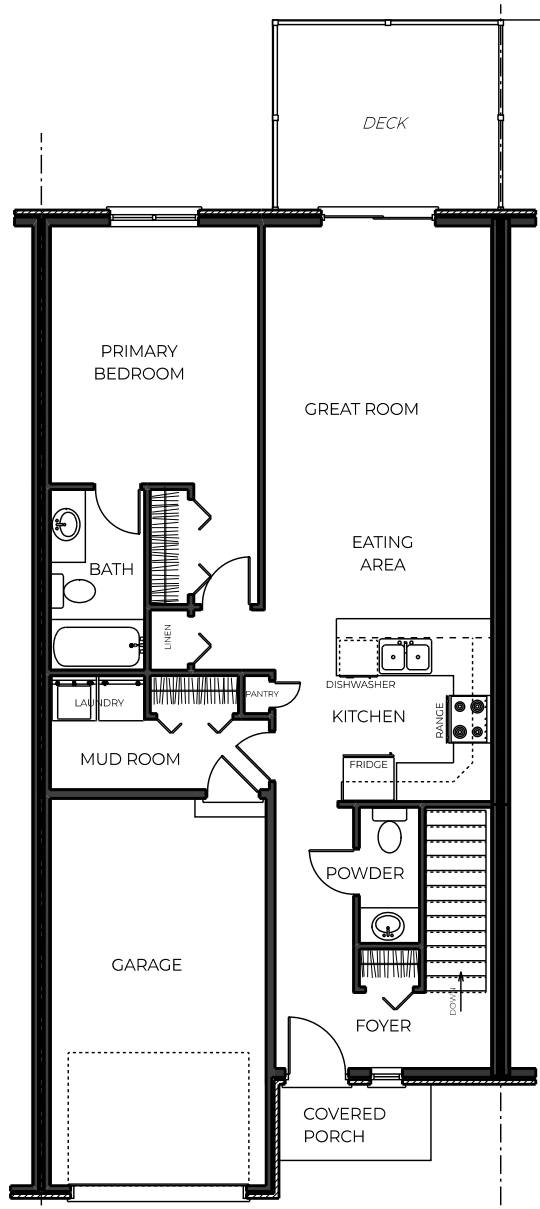 DECK
PRIMARY
BEDROOM
GREAT ROOM
EATING
AREA
BATH
LINEN
DISHWASHER
PANTRY
LAUNDRY
KITCHEN
RANGE
MUD ROOM
FRIDGE
POWDER
GARAGE
DOWN
FOYER
COVERED
PORCH